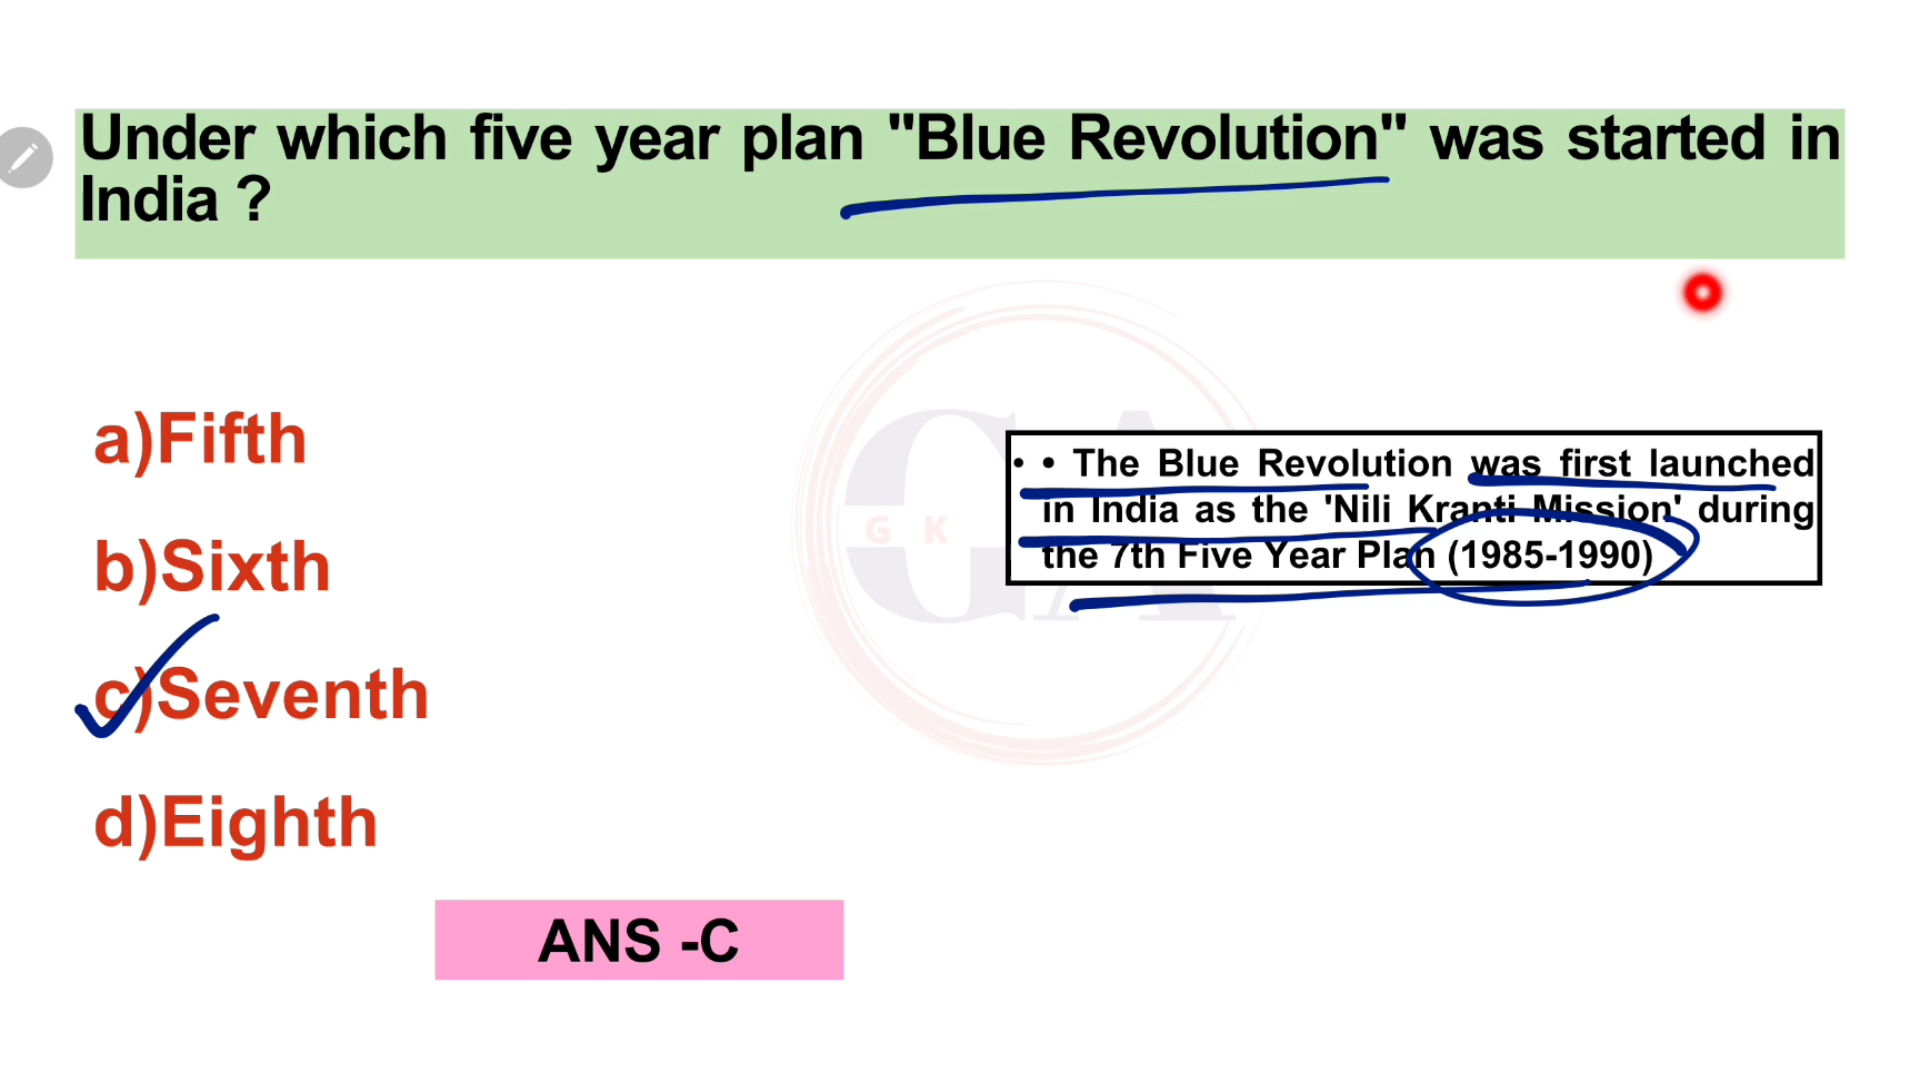 Under which five year plan "Blue Revolution" was started in
India ?
a)Fifth
b)Sixth
c)Seventh
d)Eighth
• • The Blue Revolution was first launched
in India as the 'Nili Kranti Mission' during
the 7th Five Year Plan (1985-1990)
GA
G K
ANS -C